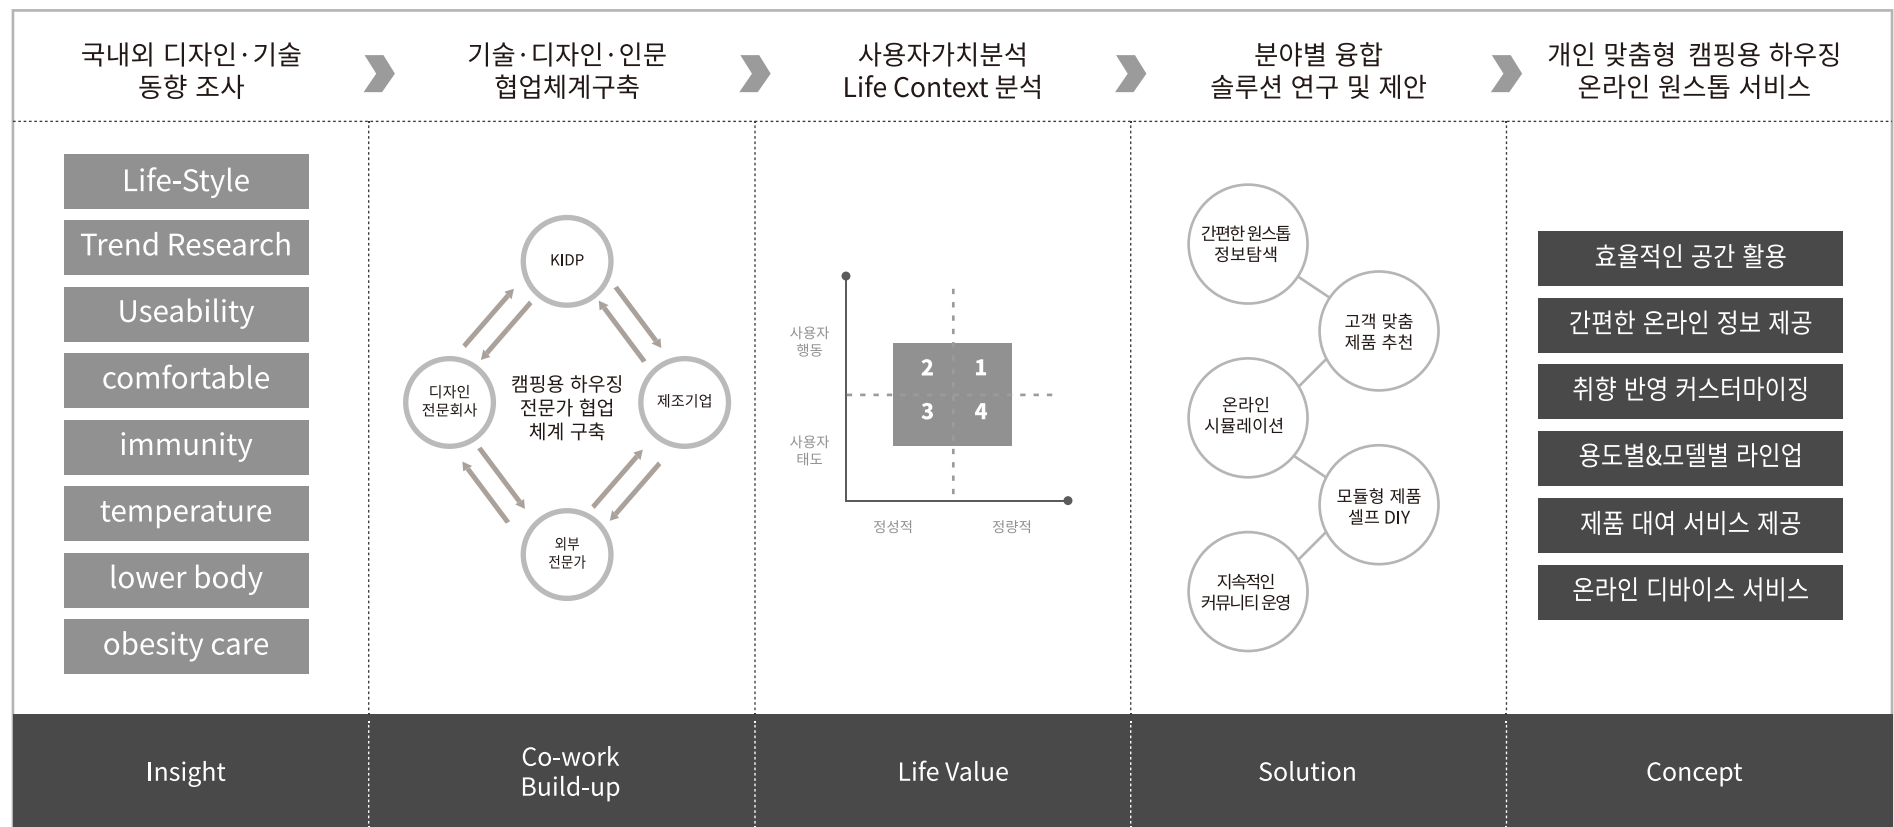 국내외 디자인·기술
동향 조사
기술·디자인·인문
협업체계구축
사용자가치분석
Life Context 분석
분야별 융합
솔루션 연구 및 제안
개인 맞춤형 캠핑용 하우징
온라인 원스톱 서비스
Life-Style
Trend Research
Useability
comfortable
immunity
temperature
lower body
obesity care
KIDP
디자인
전문회사
캠핑용 하우징
전문가 협업
체계 구축
제조기업
외부
전문가
사용자
행동
2
1
3
4
사용자
태도
정성적
정량적
간편한 원스톱
정보탐색
고객 맞춤
제품 추천
온라인
시뮬레이션
모듈형 제품
셀프 DIY
지속적인
커뮤니티 운영
효율적인 공간 활용
간편한 온라인 정보 제공
취향 반영 커스터마이징
용도별&모델별 라인업
제품 대여 서비스 제공
온라인 디바이스 서비스
Insight
Co-work
Build-up
Life Value
Solution
Concept